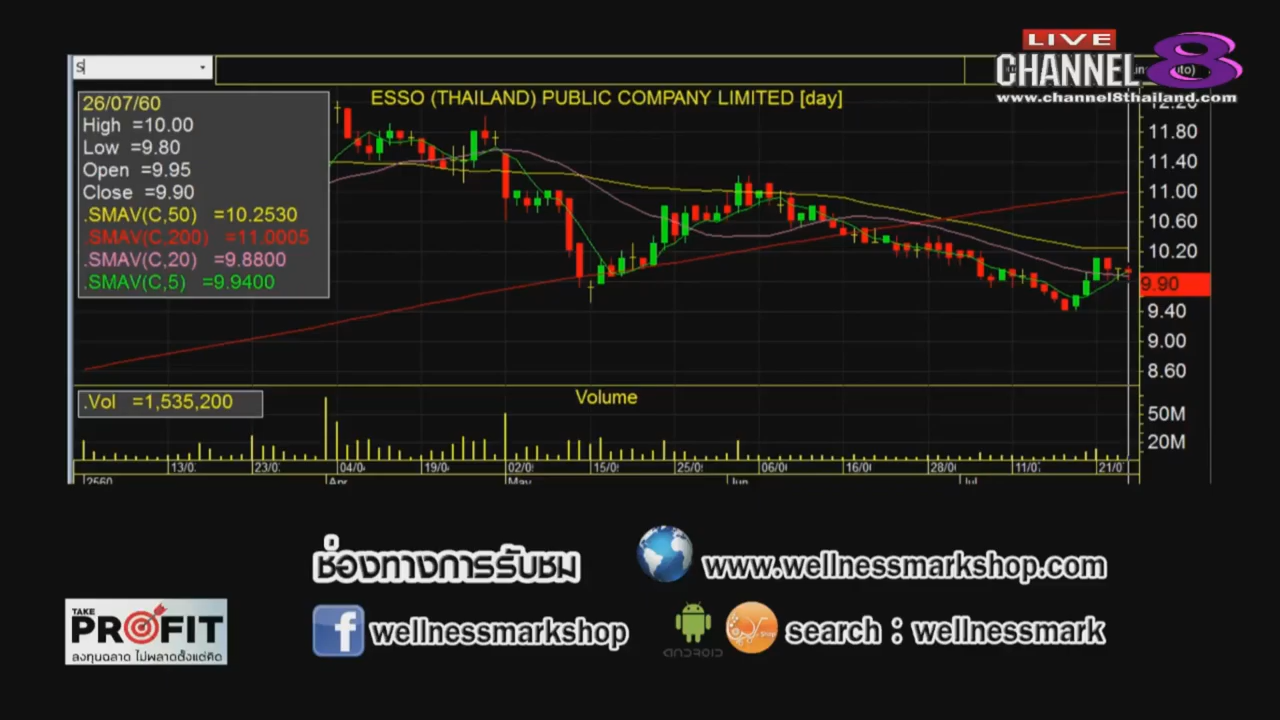 LIVE
CHANNEL 8
www.channel8thailand.com
S
ESSO (THAILAND) PUBLIC COMPANY LIMITED [day]
26/07/60
High =10.00
Low =9.80
Open =9.95
Close =9.90
.SMAV(C,50) =10.2530
.SMAV(C,200) =11.0005
.SMAV(C,20) =9.8800
.SMAV(C,5) =9.9400
12.20
11.80
11.40
11.00
10.60
10.20
9.90
9.40
9.00
8.60
.Vol =1,535,200
Volume
50M
20M
13/0 23/0 04/0 19/0 02/0 15/0 25/0 06/0 16/0 28/0 11/0 21/0
2560 Apr May Jun Jul
ช่องทางการรับชม
www.wellnessmarkshop.com
wellnessmarkshop
ANDROID
search : wellnessmark
TAKE
PROFIT
ลงทุนฉลาด ไม่พลาดตั้งแต่คิด